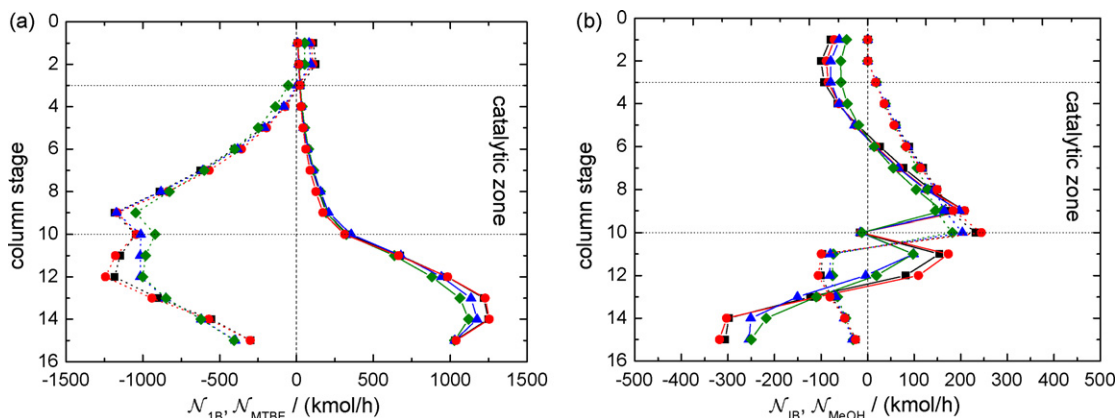 (a)
0
2
4
6
8
10
12
14
16
column stage
catalytic zone
-1500 -1000 -500 0 500 1000 1500
𝒩1B, 𝒩MTBE / (kmol/h)
(b)
0
2
4
6
8
10
12
14
16
column stage
catalytic zone
-500 -400 -300 -200 -100 0 100 200 300 400 500
𝒩IB, 𝒩MeOH / (kmol/h)